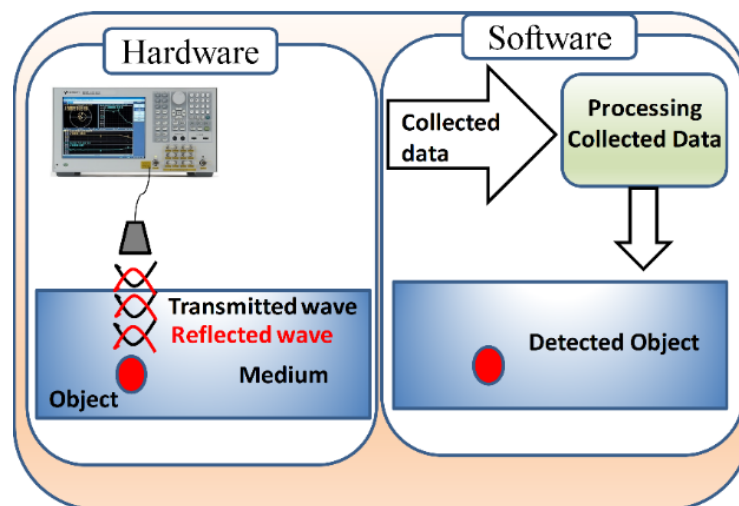 Hardware
Transmitted wave
Reflected wave
Medium
Object
Software
Collected
data
Processing
Collected Data
Detected Object